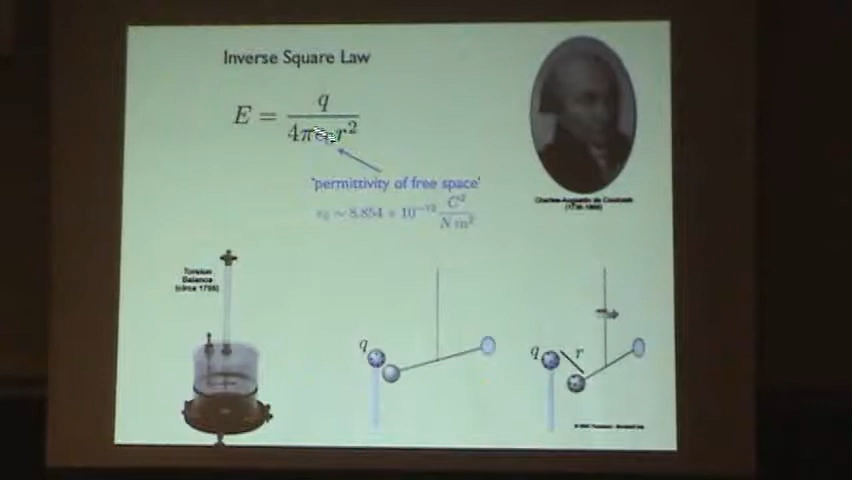 Inverse Square Law
E = q / 4πε₀r²
'permittivity of free space'
ε₀ ~ 8.854 × 10⁻¹² C² / N m²
Charles-Augustin de Coulomb
(1736-1806)
Torsion
Balance
(circa 1785)
q
q
r